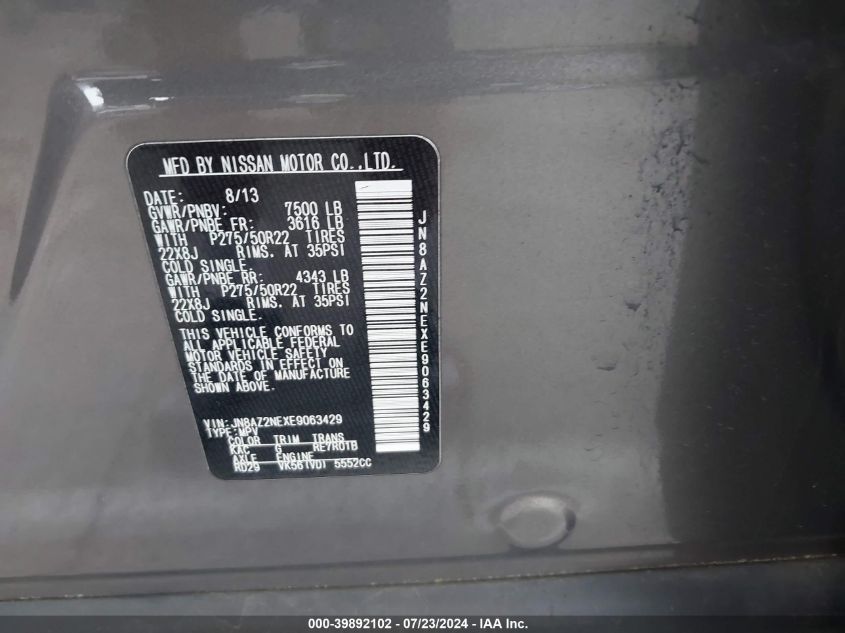 MFD BY NISSAN MOTOR CO.,LTD.
DATE: 8/13
GVWR/PNBV: 7500 LB
GAWR/PNBE FR: 3616 LB
WITH P275/50R22 TIRES
22X8J RIMS. AT 35PSI
COLD SINGLE.
GAWR/PNBE RR: 4343 LB
WITH P275/50R22 TIRES
22X8J RIMS. AT 35PSI
COLD SINGLE.
THIS VEHICLE CONFORMS TO
ALL APPLICABLE FEDERAL
MOTOR VEHICLE SAFETY
STANDARDS IN EFFECT ON
THE DATE OF MANUFACTURE
SHOWN ABOVE.
VIN: JN8AZ2NEXE9063429
TYPE: MPV
COLOR TRIM TRANS
KAC G RE7R01B
AXLE ENGINE
RD29 VK56(VD) 5552CC
JN8AZ2NEXE9063429
000-39892102 - 07/23/2024 - IAA Inc.